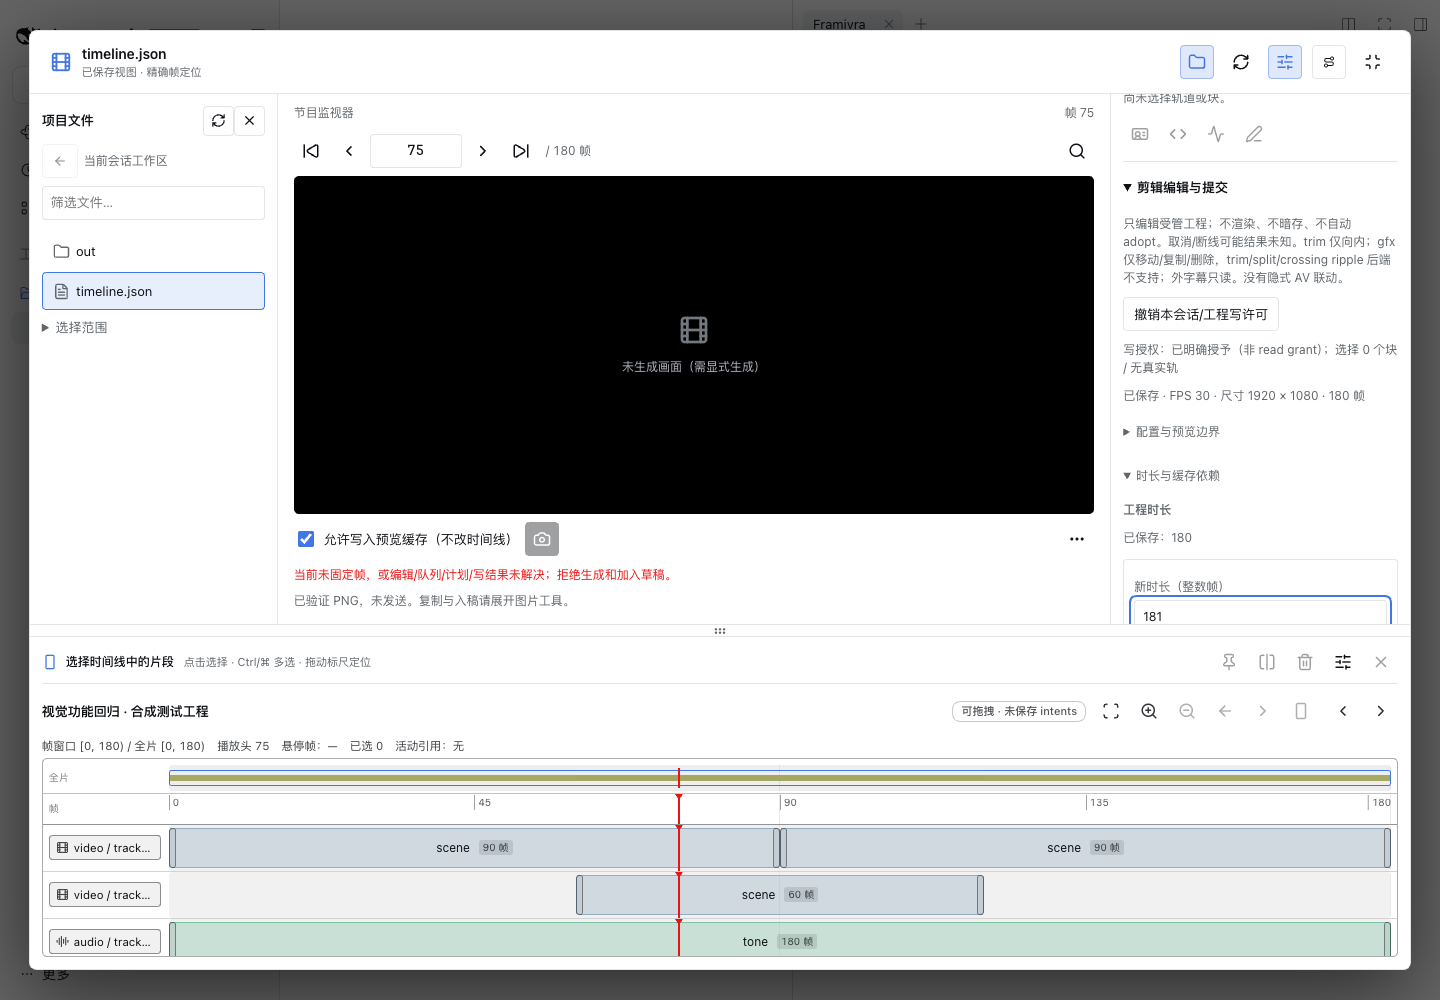 Framivra
timeline.json
已保存视图 · 精确帧定位
项目文件
当前会话工作区
筛选文件...
out
timeline.json
选择范围
节目监视器
帧 75
75
/ 180 帧
未生成画面（需显式生成）
允许写入预览缓存（不改时间线）
当前未固定帧，或编辑/队列/计划/写结果未解决；拒绝生成和加入草稿。
已验证 PNG，未发送。复制与入稿请展开图片工具。
尚未选择轨道或块。
剪辑编辑与提交
只编辑受管工程；不渲染、不暗存、不自动
adopt。取消/断线可能结果未知。trim 仅向内；gfx
仅移动/复制/删除，trim/split/crossing ripple 后端
不支持；外字幕只读。没有隐式 AV 联动。
撤销本会话/工程写许可
写授权：已明确授予（非 read grant）；选择 0 个块
/ 无真实轨
已保存 · FPS 30 · 尺寸 1920 × 1080 · 180 帧
配置与预览边界
时长与缓存依赖
工程时长
已保存：180
新时长（整数帧）
181
选择时间线中的片段
点击选择 · Ctrl/⌘ 多选 · 拖动标尺定位
视觉功能回归 · 合成测试工程
可拖拽 · 未保存 intents
帧窗口 [0, 180) / 全片 [0, 180) 播放头 75 悬停帧：— 已选 0 活动引用：无
全片
帧
0
45
90
135
180
video / track...
scene 90 帧
scene 90 帧
video / track...
scene 60 帧
audio / track...
tone 180 帧
更多